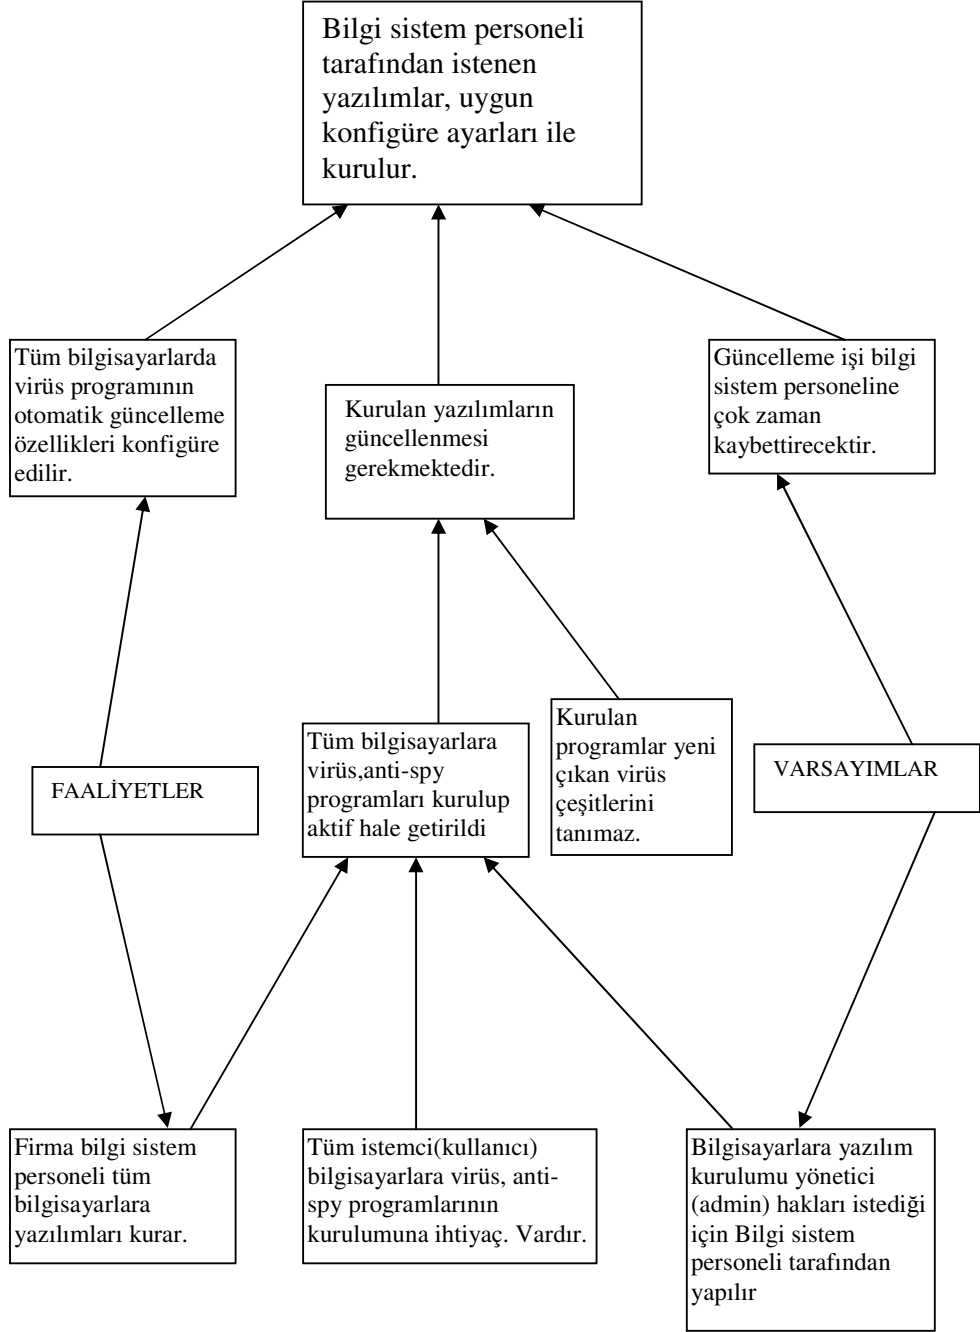 Bilgi sistem personeli
tarafından istenen
yazılımlar, uygun
konfigüre ayarları ile
kurulur.
Tüm bilgisayarlarda
virüs programının
otomatik güncelleme
özellikleri konfigüre
edilir.
Kurulan yazılımların
güncellenmesi
gerekmektedir.
Güncelleme işi bilgi
sistem personeline
çok zaman
kaybettirecektir.
FAALİYETLER
Tüm bilgisayarlara
virüs,anti-spy
programları kurulup
aktif hale getirildi
Kurulan
programlar yeni
çıkan virüs
çeşitlerini
tanımaz.
VARSAYIMLAR
Firma bilgi sistem
personeli tüm
bilgisayarlara
yazılımları kurar.
Tüm istemci(kullanıcı)
bilgisayarlara virüs, anti-
spy programlarının
kurulumuna ihtiyaç. Vardır.
Bilgisayarlara yazılım
kurulumu yönetici
(admin) hakları istediği
için Bilgi sistem
personeli tarafından
yapılır